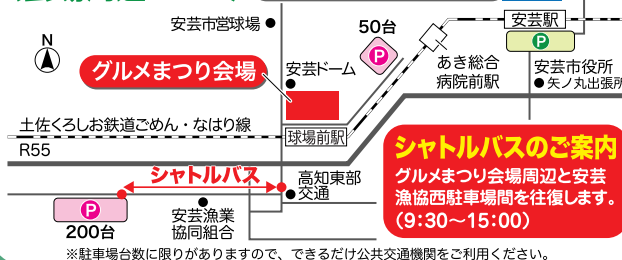 安芸市営球場
50台
P
安芸駅
P
N
グルメまつり会場
安芸ドーム
あき総合
病院前駅
安芸市役所
矢ノ丸出張所
土佐くろしお鉄道ごめん・なはり線
球場前駅
R55
シャトルバス
高知東部
交通
P
200台
安芸漁業
協同組合
シャトルバスのご案内
グルメまつり会場周辺と安芸
漁協西駐車場間を往復します。
（9:30～15:00）
※駐車場台数に限りがありますので、できるだけ公共交通機関をご利用ください。